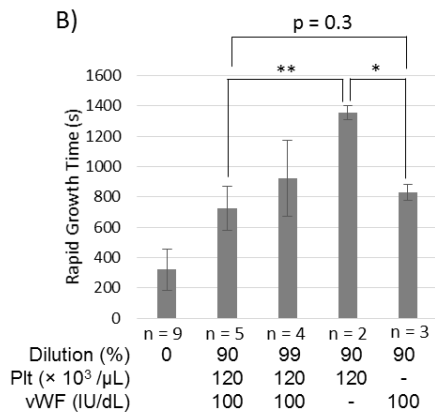 B)
p = 0.3
** *
Rapid Growth Time (s)
1600
1400
1200
1000
800
600
400
200
0
n = 9 n = 5 n = 4 n = 2 n = 3
Dilution (%) 0 90 99 90 90
Plt (× 10³ /µL) 120 120 120 -
vWF (IU/dL) 100 100 - 100